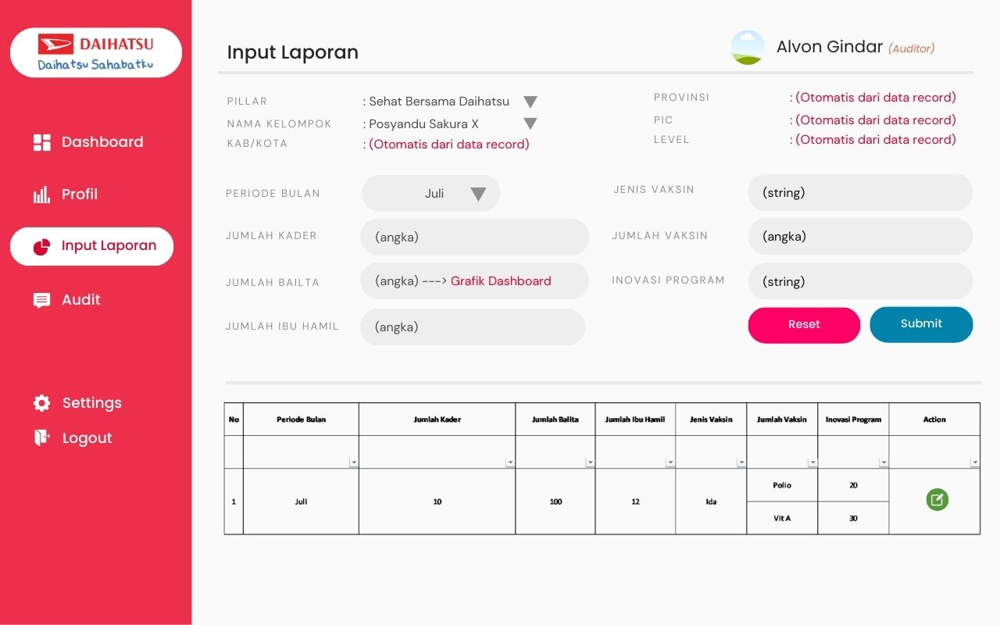 DAIHATSU
Daihatsu Sahabatku
Dashboard
Profil
Input Laporan
Audit
Settings
Logout
Input Laporan
Alvon Gindar (Auditor)
PILLAR : Sehat Bersama Daihatsu
NAMA KELOMPOK : Posyandu Sakura X
KAB/KOTA : (Otomatis dari data record)
PROVINSI : (Otomatis dari data record)
PIC : (Otomatis dari data record)
LEVEL : (Otomatis dari data record)
PERIODE BULAN Juli
JUMLAH KADER (angka)
JUMLAH BAILTA (angka) ---> Grafik Dashboard
JUMLAH IBU HAMIL (angka)
JENIS VAKSIN (string)
JUMLAH VAKSIN (angka)
INOVASI PROGRAM (string)
Reset Submit
No Periode Bulan Jumlah Kader Jumlah Balita Jumlah Ibu Hamil Jenis Vaksin Jumlah Vaksin Inovasi Program Action
1 Juli 10 100 12 Ida Polio 20
Vit A 30